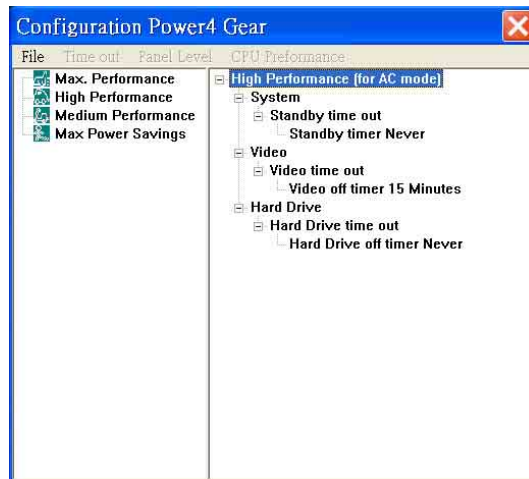 Configuration Power4 Gear
File Time out Panel Level CPU Preformance
Max. Performance
High Performance
Medium Performance
Max Power Savings
High Performance (for AC mode)
System
Standby time out
Standby timer Never
Video
Video time out
Video off timer 15 Minutes
Hard Drive
Hard Drive time out
Hard Drive off timer Never